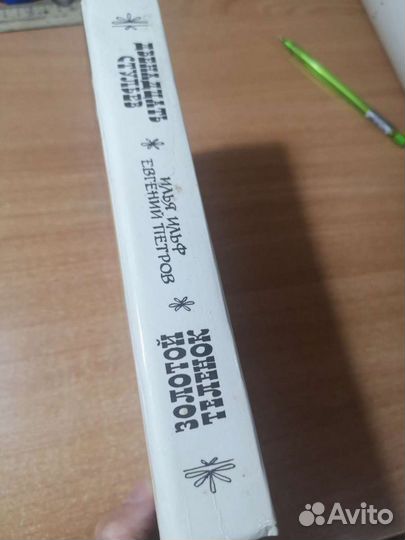 ДВЕНАДЦАТЬ
СТУЛЬЕВ
ИЛЬЯ ИЛЬФ
ЕВГЕНИЙ ПЕТРОВ
ЗОЛОТОЙ
ТЕЛЕНОК
Avito